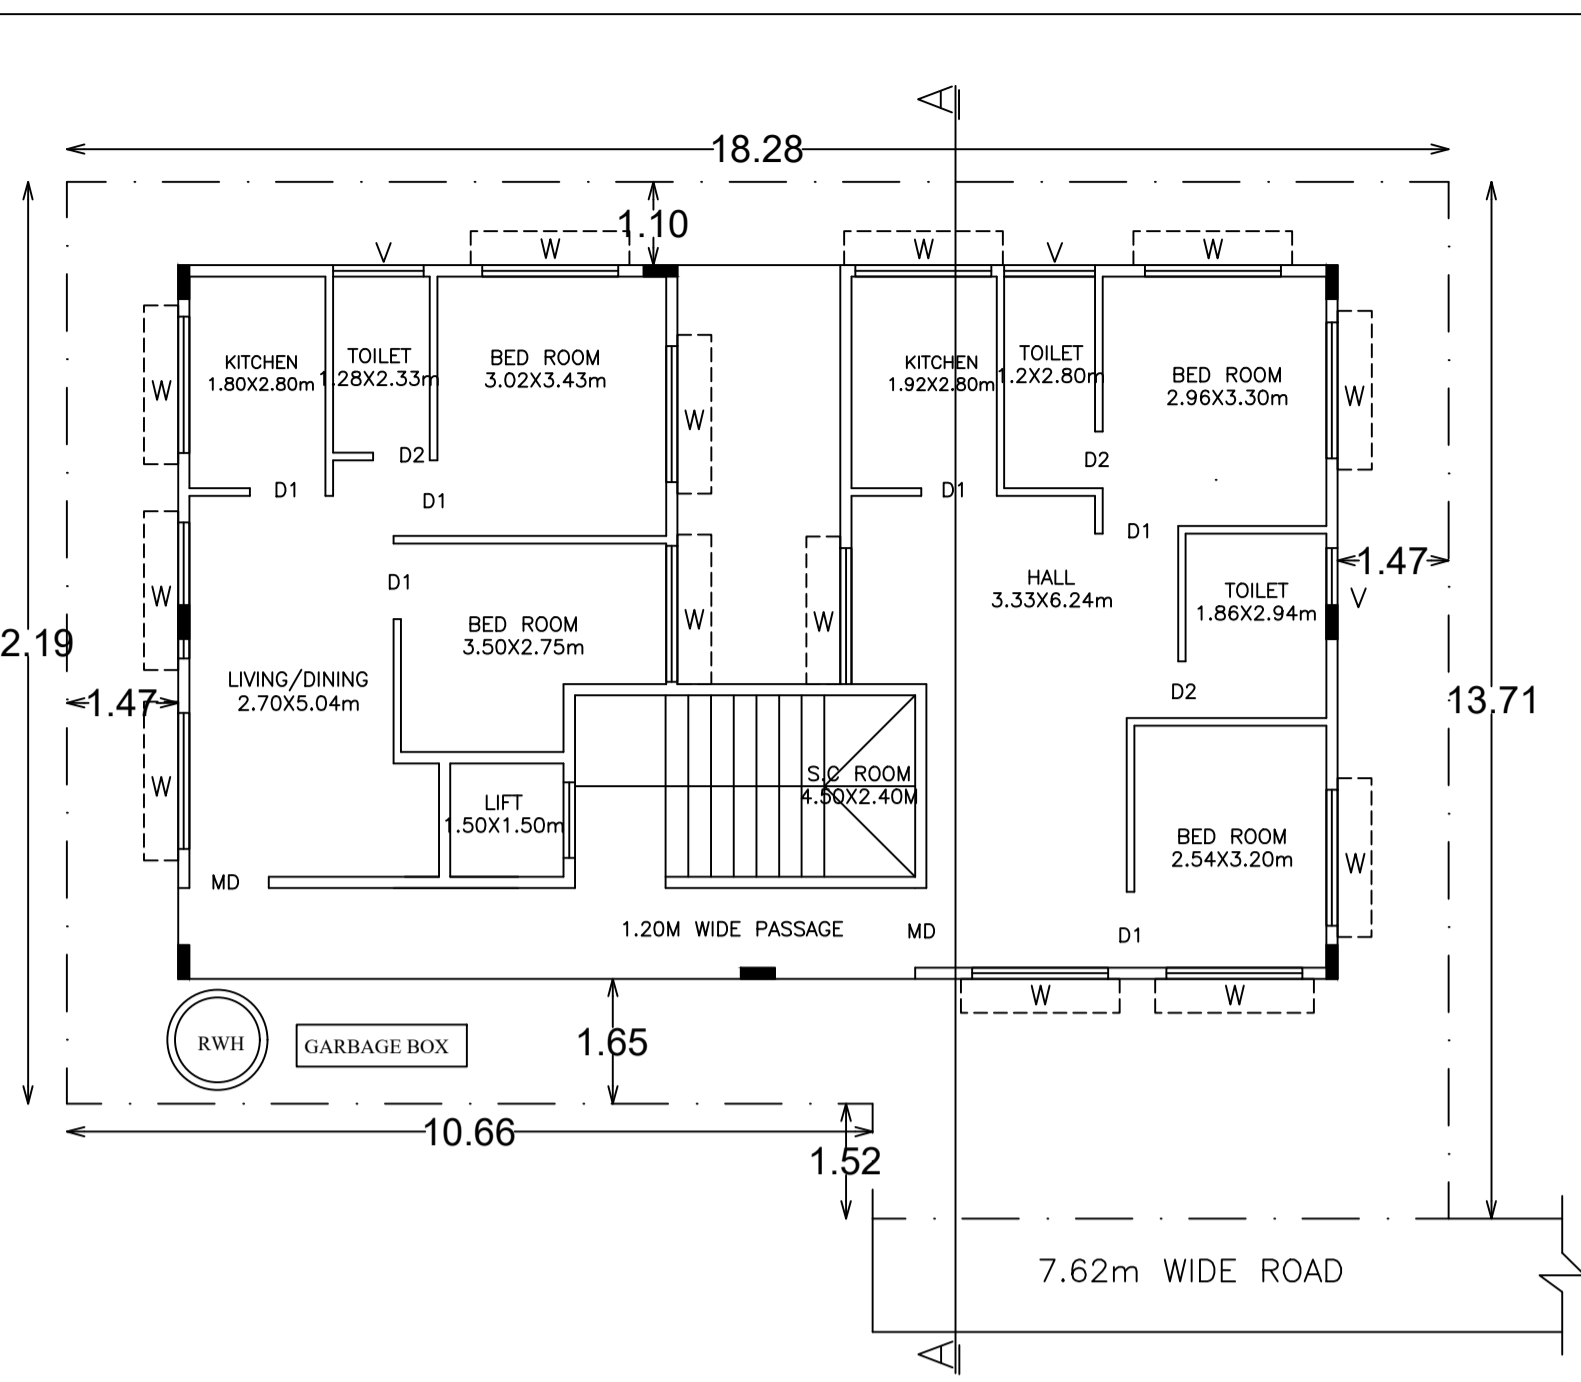 A
18.28
1.10
V
W
W
V
W
KITCHEN
1.80X2.80m
TOILET
1.28X2.33m
BED ROOM
3.02X3.43m
KITCHEN
1.92X2.80m
TOILET
1.2X2.80m
BED ROOM
2.96X3.30m
W
W
W
D2
D1
D1
D2
D1
D1
D1
HALL
3.33X6.24m
TOILET
1.86X2.94m
1.47
V
W
W
W
BED ROOM
3.50X2.75m
2.19
LIVING/DINING
2.70X5.04m
D2
1.47
13.71
W
LIFT
1.50X1.50m
S.C ROOM
4.50X2.40M
BED ROOM
2.54X3.20m
W
MD
1.20M WIDE PASSAGE
MD
D1
W
W
RWH
GARBAGE BOX
1.65
10.66
1.52
7.62m WIDE ROAD
A